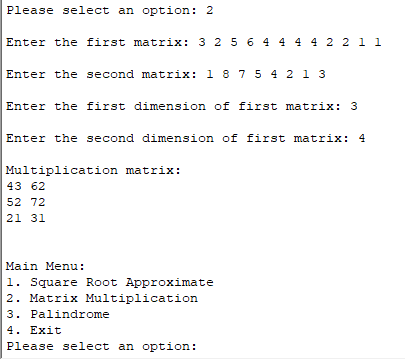 Please select an option: 2
Enter the first matrix: 3 2 5 6 4 4 4 4 2 2 1 1
Enter the second matrix: 1 8 7 5 4 2 1 3
Enter the first dimension of first matrix: 3
Enter the second dimension of first matrix: 4
Multiplication matrix:
43 62
52 72
21 31
Main Menu:
1. Square Root Approximate
2. Matrix Multiplication
3. Palindrome
4. Exit
Please select an option: